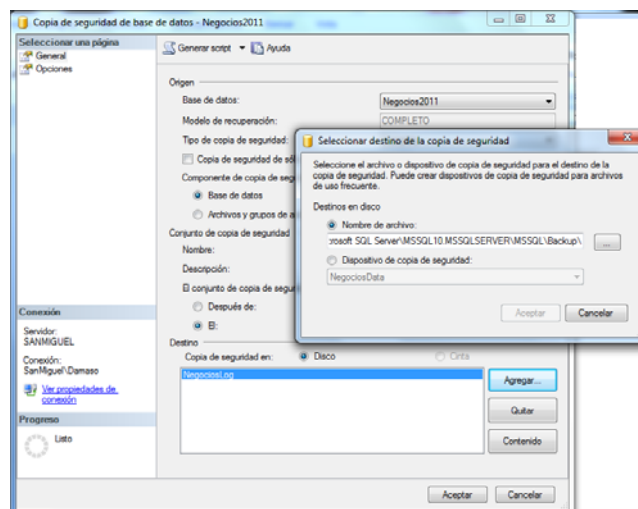 Copia de seguridad de base de datos - Negocios2011
Seleccionar una página
General
Opciones
Generar script
Ayuda
Origen
Base de datos:
Negocios2011
Modelo de recuperación:
COMPLETO
Tipo de copia de seguridad:
Copia de seguridad de só
Componente de copia de seg
Base de datos
Archivos y grupos de a
Conjunto de copia de seguridad
Nombre:
Descripción:
El conjunto de copia de segu
Después de:
El:
Destino
Copia de seguridad en:
Disco
Cinta
NegociosLog
Agregar...
Quitar
Contenido
Conexión
Servidor:
SANMIGUEL
Conexión:
SanMiguel\Damaso
Ver propiedades de
conexión
Progreso
Listo
Aceptar
Cancelar
Seleccionar destino de la copia de seguridad
Seleccione el archivo o dispositivo de copia de seguridad para el destino de la
copia de seguridad. Puede crear dispositivos de copia de seguridad para archivos
de uso frecuente.
Destinos en disco
Nombre de archivo:
rosoft SQL Server\MSSQL10.MSSQLSERVER\MSSQL\Backup\
...
Dispositivo de copia de seguridad:
NegociosData
Aceptar
Cancelar